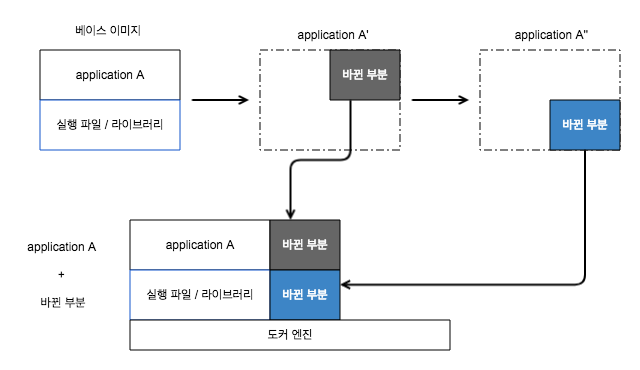 베이스 이미지
application A'
application A"
application A
바뀐 부분
실행 파일 / 라이브러리
바뀐 부분
application A
+
바뀐 부분
application A
바뀐 부분
실행 파일 / 라이브러리
바뀐 부분
도커 엔진